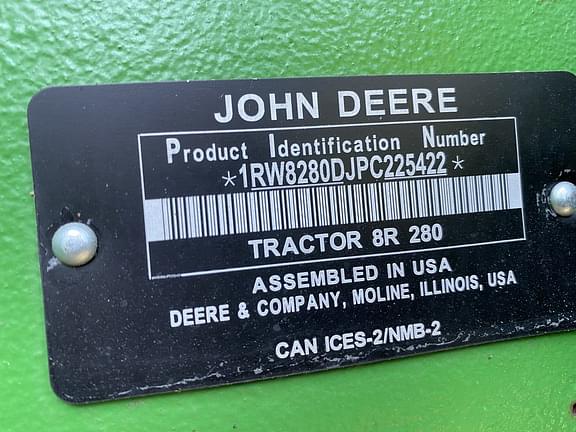 JOHN DEERE
Product Identification Number
*1RW8280DJPC225422*
TRACTOR 8R 280
ASSEMBLED IN USA
DEERE & COMPANY, MOLINE, ILLINOIS, USA
CAN ICES-2/NMB-2